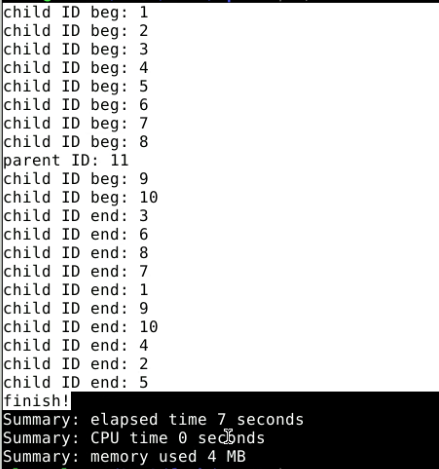 child ID beg: 1
child ID beg: 2
child ID beg: 3
child ID beg: 4
child ID beg: 5
child ID beg: 6
child ID beg: 7
child ID beg: 8
parent ID: 11
child ID beg: 9
child ID beg: 10
child ID end: 3
child ID end: 6
child ID end: 8
child ID end: 7
child ID end: 1
child ID end: 9
child ID end: 10
child ID end: 4
child ID end: 2
child ID end: 5
finish!
Summary: elapsed time 7 seconds
Summary: CPU time 0 seconds
Summary: memory used 4 MB